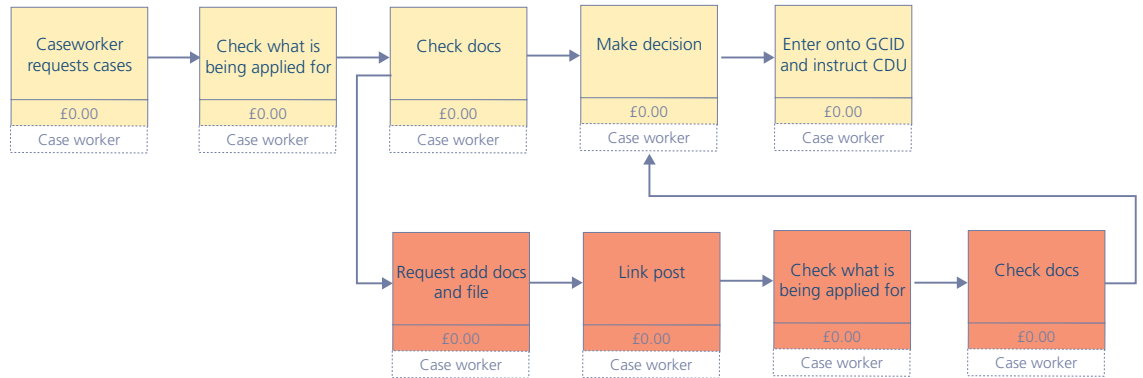 Caseworker
requests cases
£0.00
Case worker
Check what is
being applied for
£0.00
Case worker
Check docs
£0.00
Case worker
Make decision
£0.00
Case worker
Enter onto GCID
and instruct CDU
£0.00
Case worker
Request add docs
and file
£0.00
Case worker
Link post
£0.00
Case worker
Check what is
being applied for
£0.00
Case worker
Check docs
£0.00
Case worker